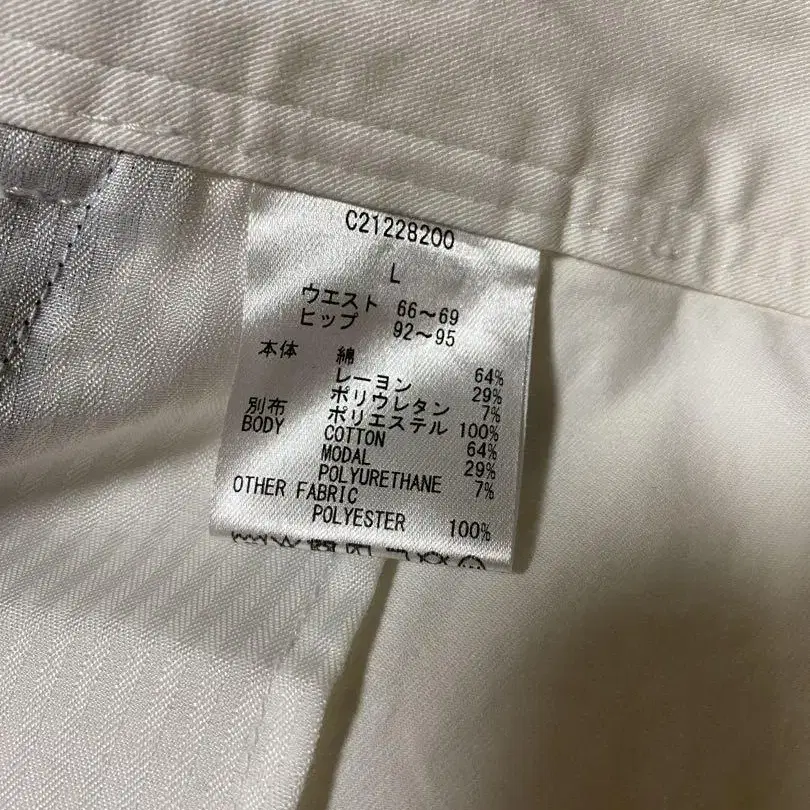 C21228200
L
ウエスト 66～69
ヒップ 92～95
本体 綿 64%
レーヨン 29%
ポリウレタン 7%
別布 ポリエステル 100%
BODY COTTON 64%
MODAL 29%
POLYURETHANE 7%
OTHER FABRIC
POLYESTER 100%